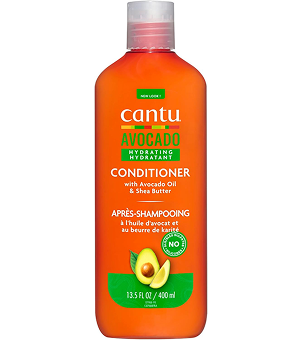 NEW LOOK!
cantu
AVOCADO
HYDRATING
HYDRATANT
CONDITIONER
with Avocado Oil
& Shea Butter
APRÈS-SHAMPOOING
à l'huile d'avocat et
au beurre de karité
NO
13.5 FL OZ / 400 ml